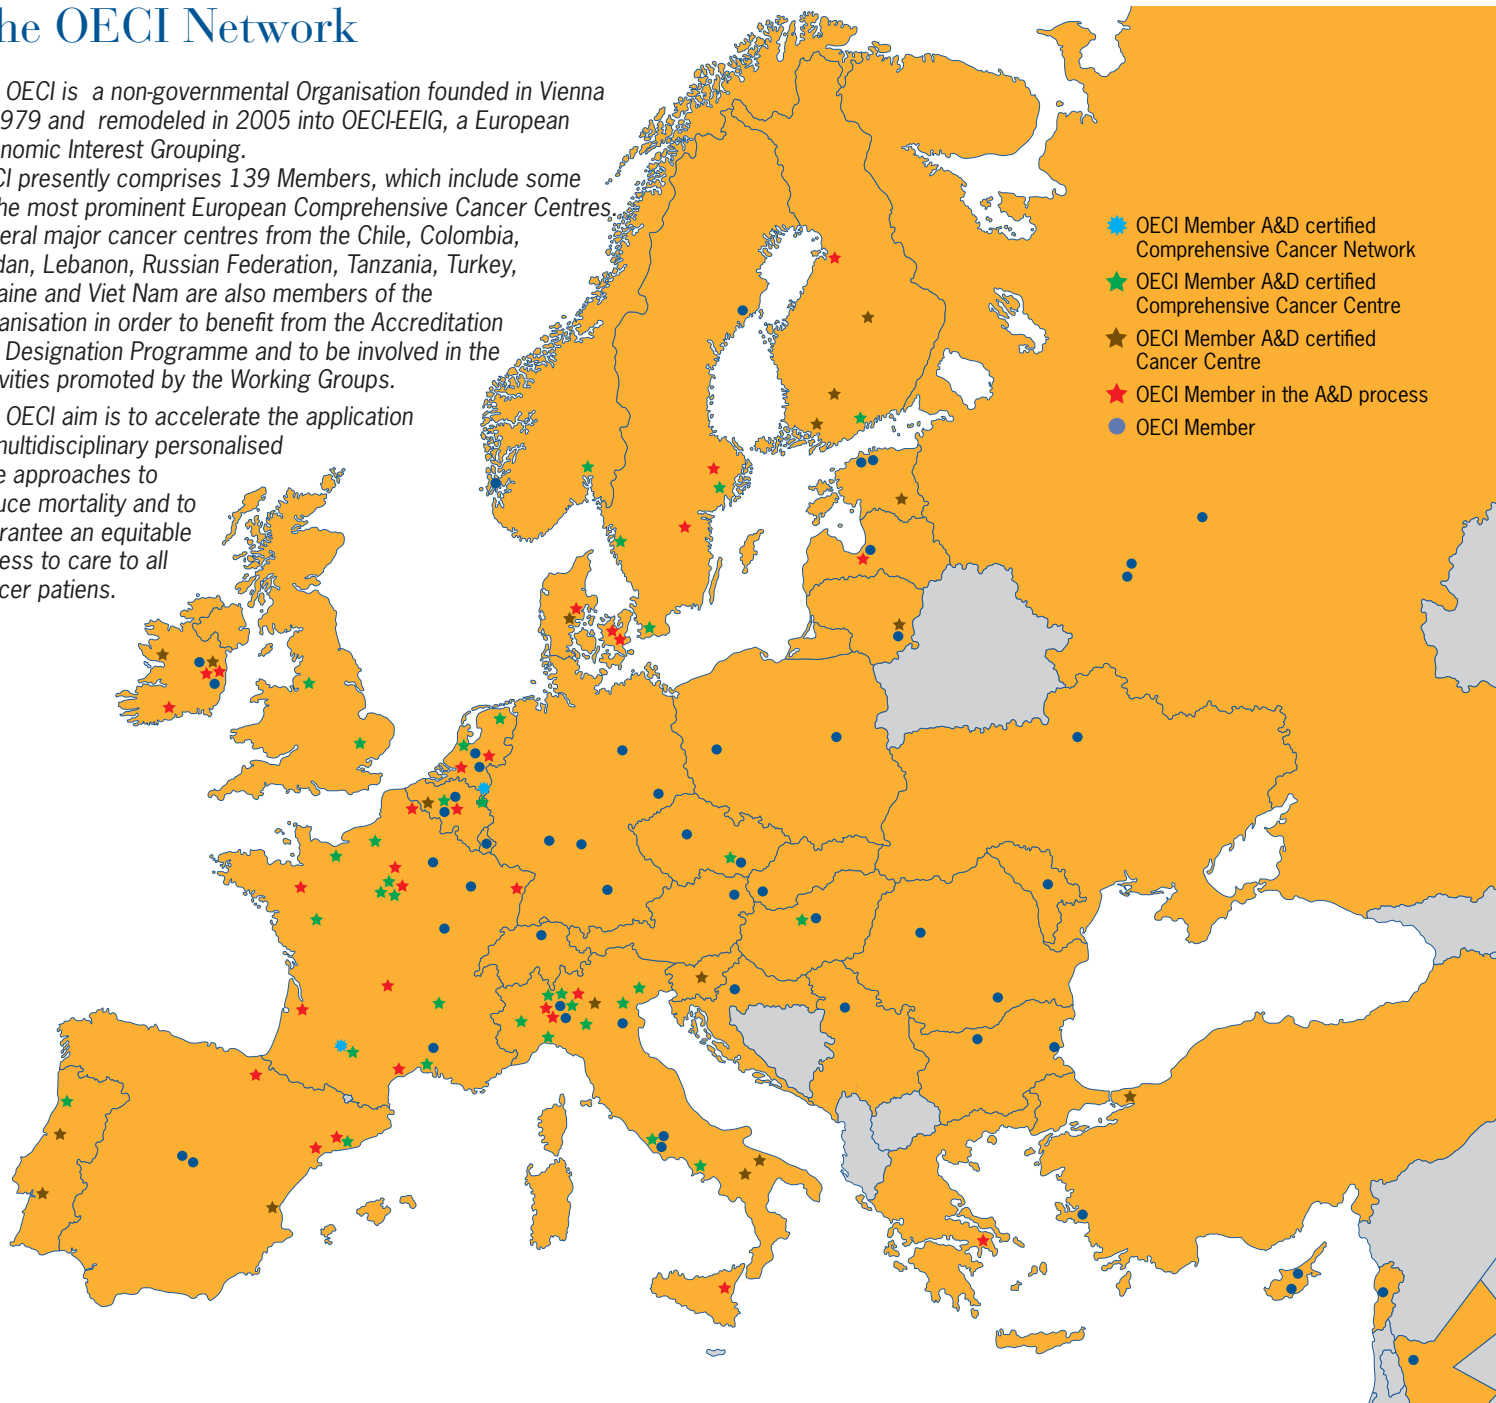 he OECI Network
OECI is a non-governmental Organisation founded in Vienna
979 and remodeled in 2005 into OECI-EEIG, a European
nomic Interest Grouping.
CI presently comprises 139 Members, which include some
he most prominent European Comprehensive Cancer Centres.
eral major cancer centres from the Chile, Colombia,
dan, Lebanon, Russian Federation, Tanzania, Turkey,
aine and Viet Nam are also members of the
anisation in order to benefit from the Accreditation
Designation Programme and to be involved in the
vities promoted by the Working Groups.
OECI aim is to accelerate the application
multidisciplinary personalised
e approaches to
uce mortality and to
rantee an equitable
ess to care to all
cer patiens.
OECI Member A&D certified
Comprehensive Cancer Network
OECI Member A&D certified
Comprehensive Cancer Centre
OECI Member A&D certified
Cancer Centre
OECI Member in the A&D process
OECI Member